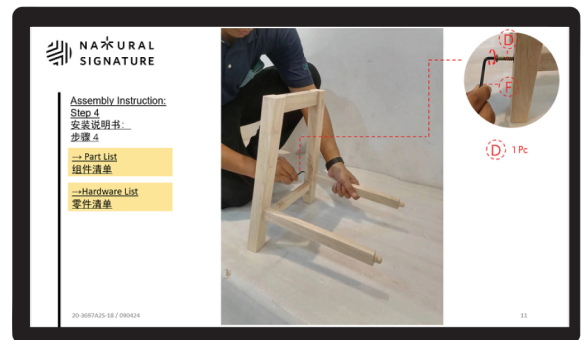 NATURAL
SIGNATURE
Assembly Instruction:
Step 4
安装说明书:
步骤 4
→ Part List
组件清单
→Hardware List
零件清单
D
F
D 1 Pc
20-3697A2S-18 / 090424
11